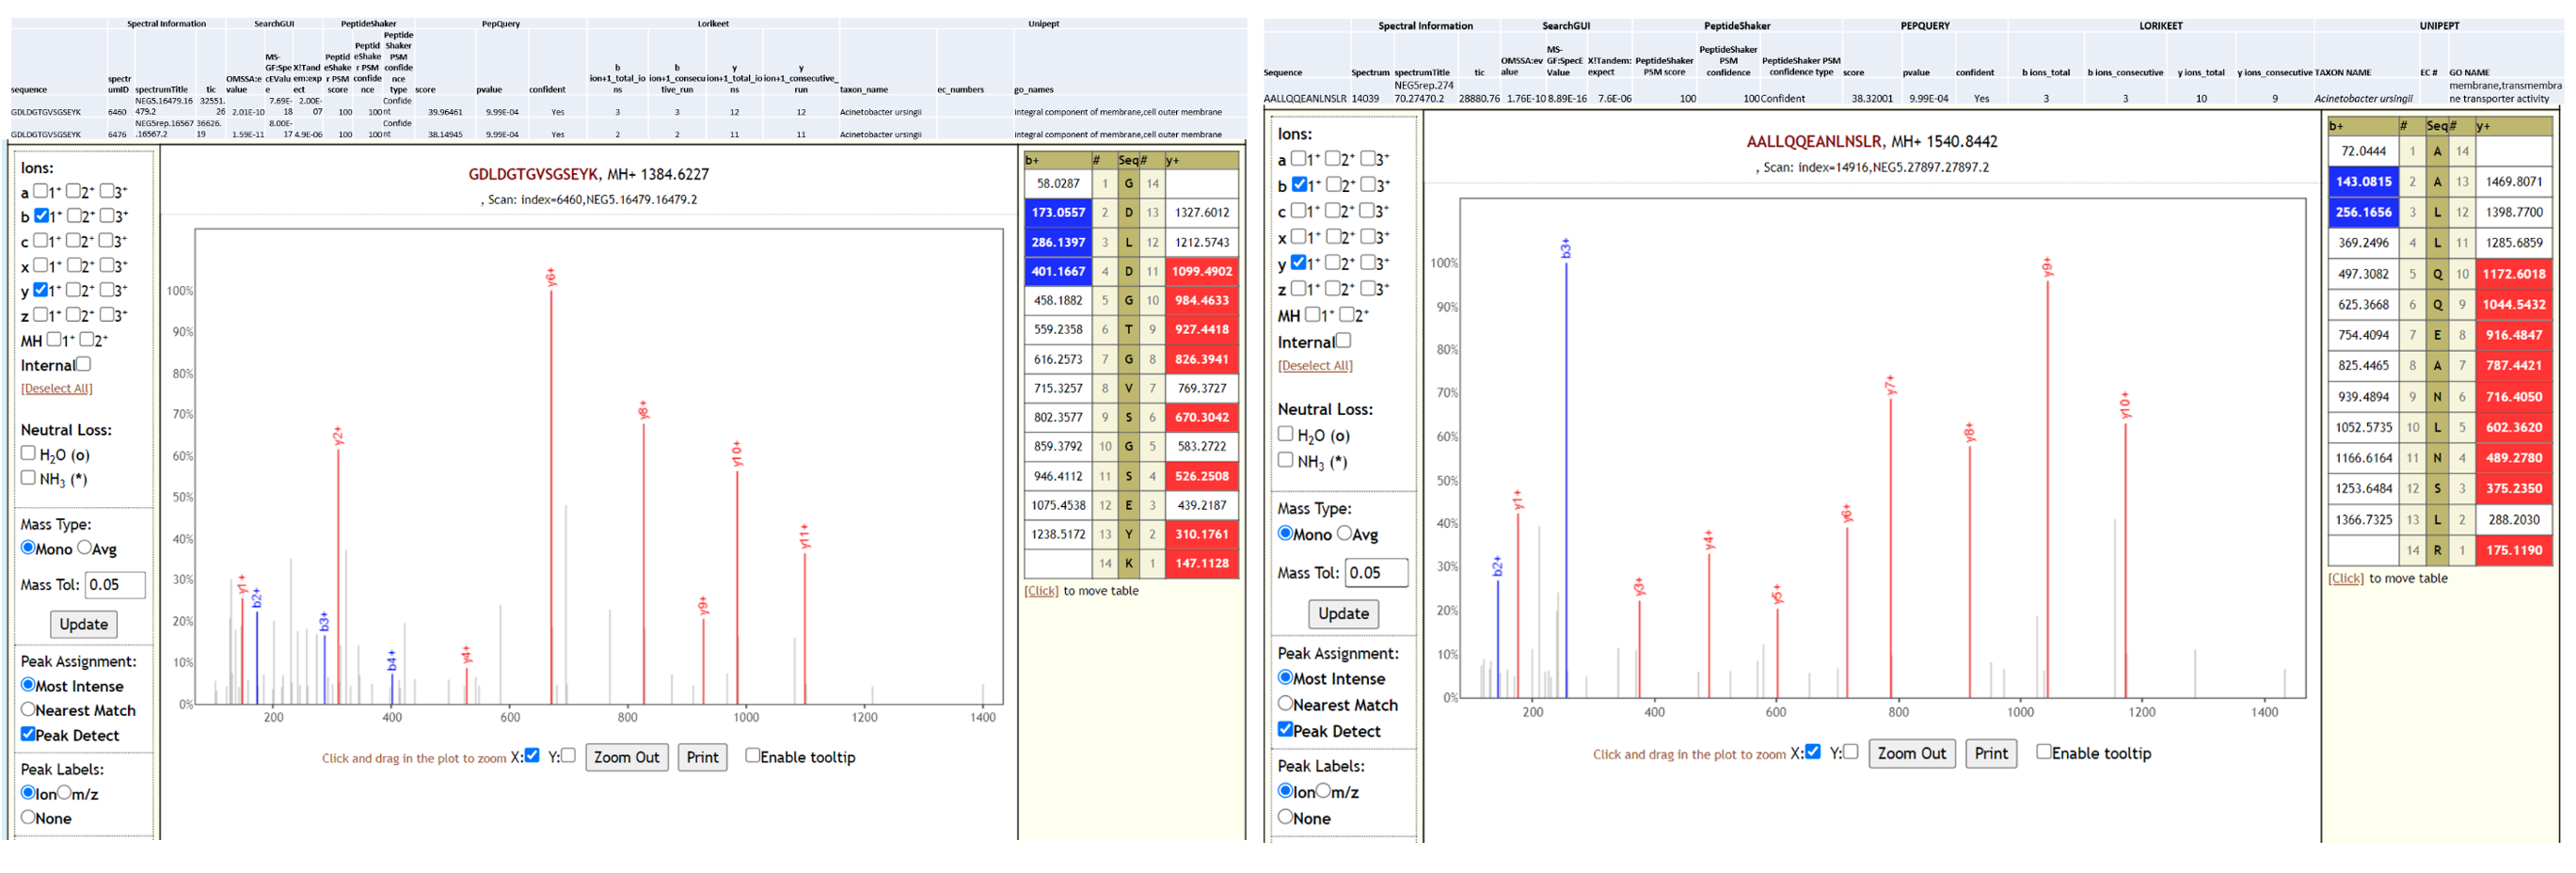 Spectral Information SearchGUI PeptideShaker PepQuery Lorikeet Unipept
sequence spectrumID spectrumTitle tic OMSSA:evalue MS-GF:SpecEValue X!Tandem:expect PeptideShaker PSM score PeptideShaker PSM confidence PeptideShaker PSM confidence type score pvalue confident b ion+1_total_ions b ion+1_consecutive_run y ion+1_total_ions y ion+1_consecutive_run taxon_name ec_numbers go_names
GDLDGTGVSGSEYK 6460 NEG5.16479.16479.2 32551.26 2.01E-10 7.69E-18 2.00E-07 100 100 Confident 39.96461 9.99E-04 Yes 3 3 12 12 Acinetobacter ursingii integral component of membrane,cell outer membrane
GDLDGTGVSGSEYK 6476 NEG5rep.16567.16567.2 36626.19 1.59E-11 8.00E-17 4.9E-06 100 100 Confident 38.14945 9.99E-04 Yes 2 2 11 11 Acinetobacter ursingii integral component of membrane,cell outer membrane
Ions:
a 1+ 2+ 3+
b 1+ 2+ 3+
c 1+ 2+ 3+
x 1+ 2+ 3+
y 1+ 2+ 3+
z 1+ 2+ 3+
MH 1+ 2+
Internal
[Deselect All]
Neutral Loss:
H2O (o)
NH3 (*)
Mass Type:
Mono Avg
Mass Tol: 0.05
Update
Peak Assignment:
Most Intense
Nearest Match
Peak Detect
Peak Labels:
Ion m/z
None
GDLDGTGVSGSEYK, MH+ 1384.6227
, Scan: index=6460,NEG5.16479.16479.2
100%
90%
80%
70%
60%
50%
40%
30%
20%
10%
0%
y1+ b2+ b3+ y2+ b4+ y4+ y6+ y8+ y9+ y10+ y11+
200 400 600 800 1000 1200 1400
Click and drag in the plot to zoom X: Y: Zoom Out Print Enable tooltip
b+ # Seq # y+
58.0287 1 G 14
173.0557 2 D 13 1327.6012
286.1397 3 L 12 1212.5743
401.1667 4 D 11 1099.4902
458.1882 5 G 10 984.4633
559.2358 6 T 9 927.4418
616.2573 7 G 8 826.3941
715.3257 8 V 7 769.3727
802.3577 9 S 6 670.3042
859.3792 10 G 5 583.2722
946.4112 11 S 4 526.2508
1075.4538 12 E 3 439.2187
1238.5172 13 Y 2 310.1761
14 K 1 147.1128
[Click] to move table
Spectral Information SearchGUI PeptideShaker PEPQUERY LORIKEET UNIPEPT
Sequence Spectrum spectrumTitle tic OMSSA:evalue MS-GF:SpecEValue X!Tandem:expect PeptideShaker PSM score PeptideShaker PSM confidence PeptideShaker PSM confidence type score pvalue confident b ions_total b ions_consecutive y ions_total y ions_consecutive TAXON NAME EC # GO NAME
AALLQQEANLNSLR 14039 NEG5rep.27470.27470.2 28880.76 1.76E-10 8.89E-16 7.6E-06 100 100 Confident 38.32001 9.99E-04 Yes 3 3 10 9 Acinetobacter ursingii membrane,transmembrane transporter activity
Ions:
a 1+ 2+ 3+
b 1+ 2+ 3+
c 1+ 2+ 3+
x 1+ 2+ 3+
y 1+ 2+ 3+
z 1+ 2+ 3+
MH 1+ 2+
Internal
[Deselect All]
Neutral Loss:
H2O (o)
NH3 (*)
Mass Type:
Mono Avg
Mass Tol: 0.05
Update
Peak Assignment:
Most Intense
Nearest Match
Peak Detect
Peak Labels:
Ion m/z
None
AALLQQEANLNSLR, MH+ 1540.8442
, Scan: index=14916,NEG5.27897.27897.2
100%
90%
80%
70%
60%
50%
40%
30%
20%
10%
0%
b2+ y1+ b3+ y3+ y4+ y5+ y6+ y7+ y8+ y9+ y10+
200 400 600 800 1000 1200 1400
Click and drag in the plot to zoom X: Y: Zoom Out Print Enable tooltip
b+ # Seq # y+
72.0444 1 A 14
143.0815 2 A 13 1469.8071
256.1656 3 L 12 1398.7700
369.2496 4 L 11 1285.6859
497.3082 5 Q 10 1172.6018
625.3668 6 Q 9 1044.5432
754.4094 7 E 8 916.4847
825.4465 8 A 7 787.4421
939.4894 9 N 6 716.4050
1052.5735 10 L 5 602.3620
1166.6164 11 N 4 489.2780
1253.6484 12 S 3 375.2350
1366.7325 13 L 2 288.2030
14 R 1 175.1190
[Click] to move table